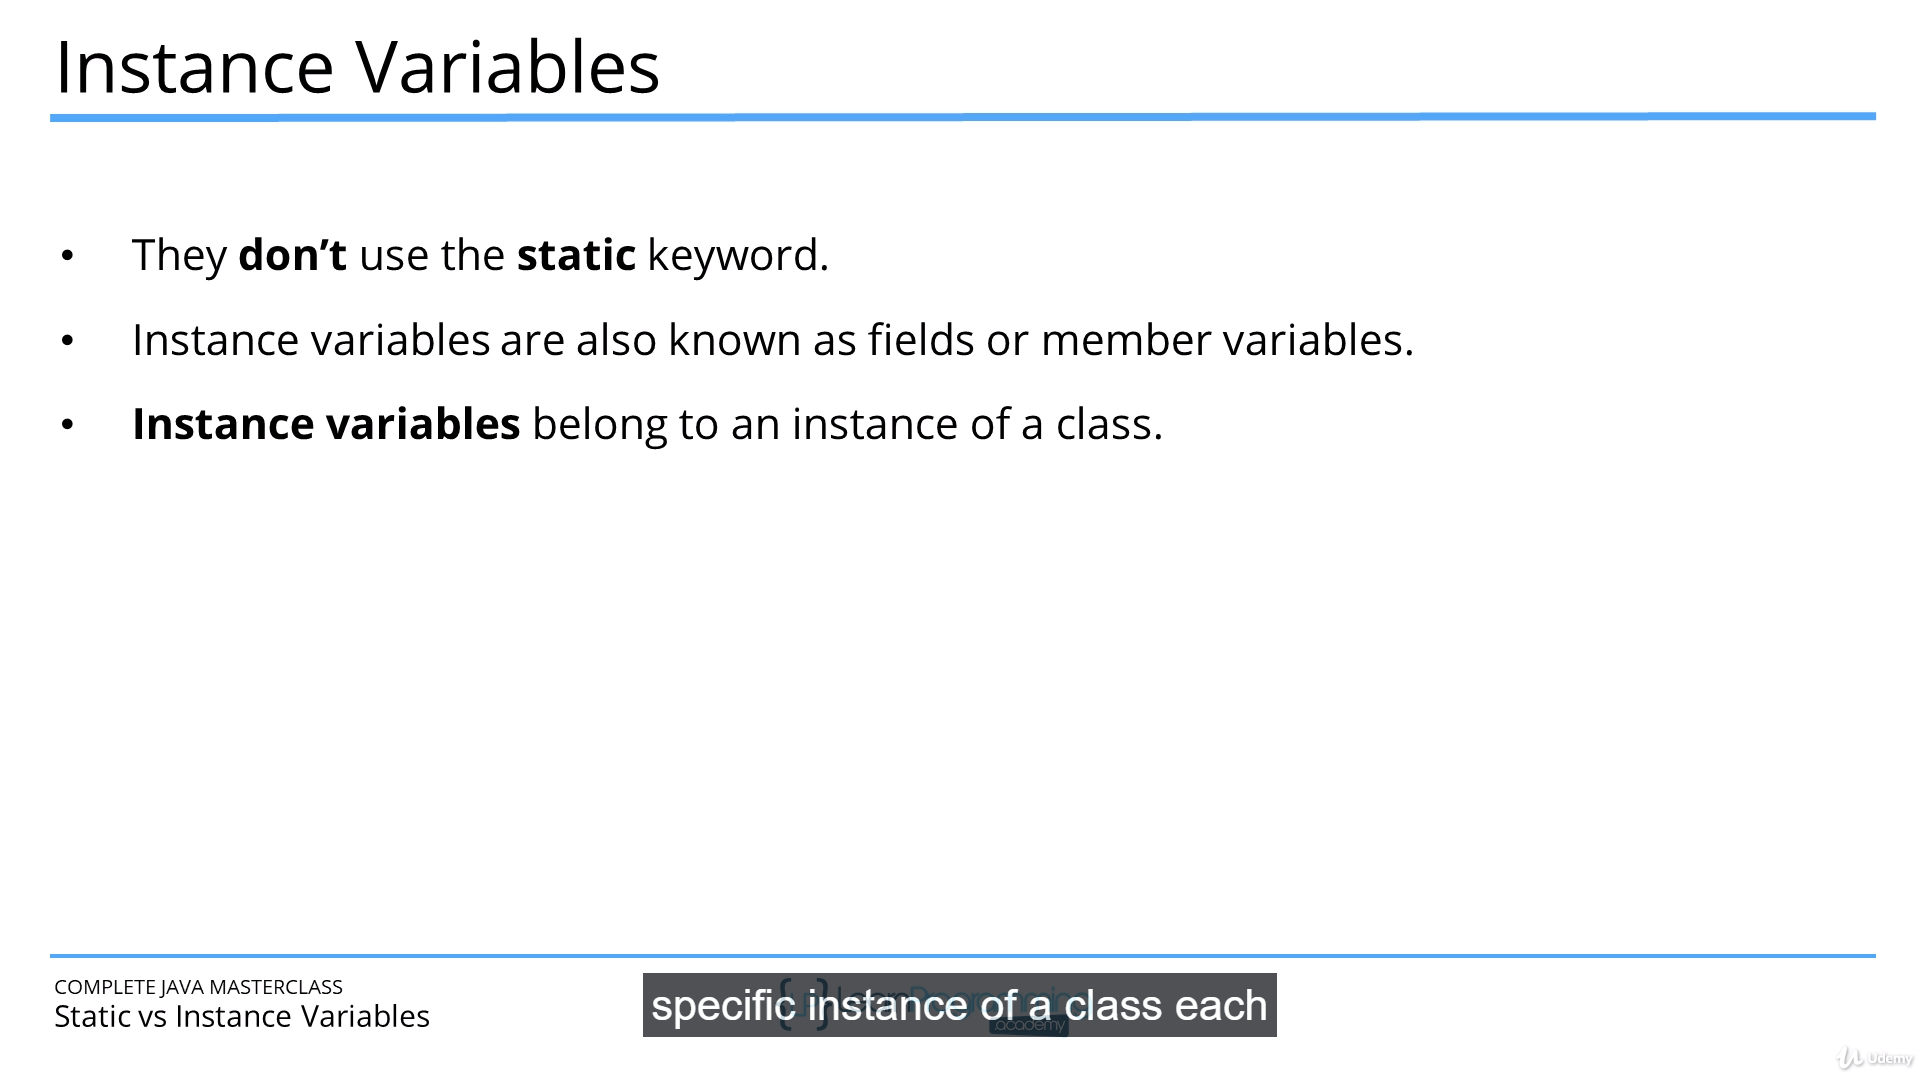 Instance Variables
• They don’t use the static keyword.
• Instance variables are also known as fields or member variables.
• Instance variables belong to an instance of a class.
COMPLETE JAVA MASTERCLASS
Static vs Instance Variables
specific instance of a class each
LearnProgramming
.academy
Udemy